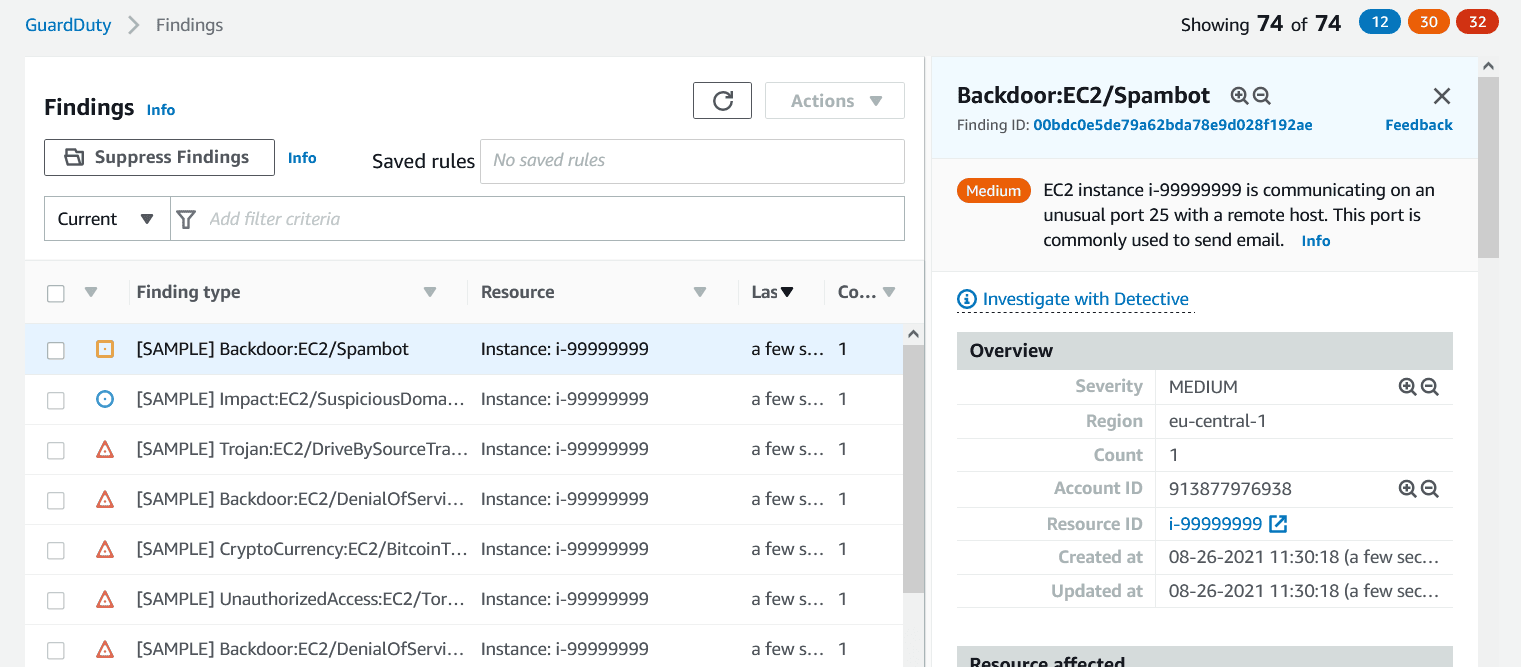 GuardDuty > Findings
Showing 74 of 74 12 30 32
Findings Info
Actions
Suppress Findings Info
Saved rules No saved rules
Current Add filter criteria
Finding type Resource Las Co...
[SAMPLE] Backdoor:EC2/Spambot Instance: i-99999999 a few s... 1
[SAMPLE] Impact:EC2/SuspiciousDoma... Instance: i-99999999 a few s... 1
[SAMPLE] Trojan:EC2/DriveBySourceTra... Instance: i-99999999 a few s... 1
[SAMPLE] Backdoor:EC2/DenialOfServi... Instance: i-99999999 a few s... 1
[SAMPLE] CryptoCurrency:EC2/BitcoinT... Instance: i-99999999 a few s... 1
[SAMPLE] UnauthorizedAccess:EC2/Tor... Instance: i-99999999 a few s... 1
[SAMPLE] Backdoor:EC2/DenialOfServi... Instance: i-99999999 a few s... 1
Backdoor:EC2/Spambot
Finding ID: 00bdc0e5de79a62bda78e9d028f192ae Feedback
Medium EC2 instance i-99999999 is communicating on an
unusual port 25 with a remote host. This port is
commonly used to send email. Info
Investigate with Detective
Overview
Severity MEDIUM
Region eu-central-1
Count 1
Account ID 913877976938
Resource ID i-99999999
Created at 08-26-2021 11:30:18 (a few sec...
Updated at 08-26-2021 11:30:18 (a few sec...
Resource affected